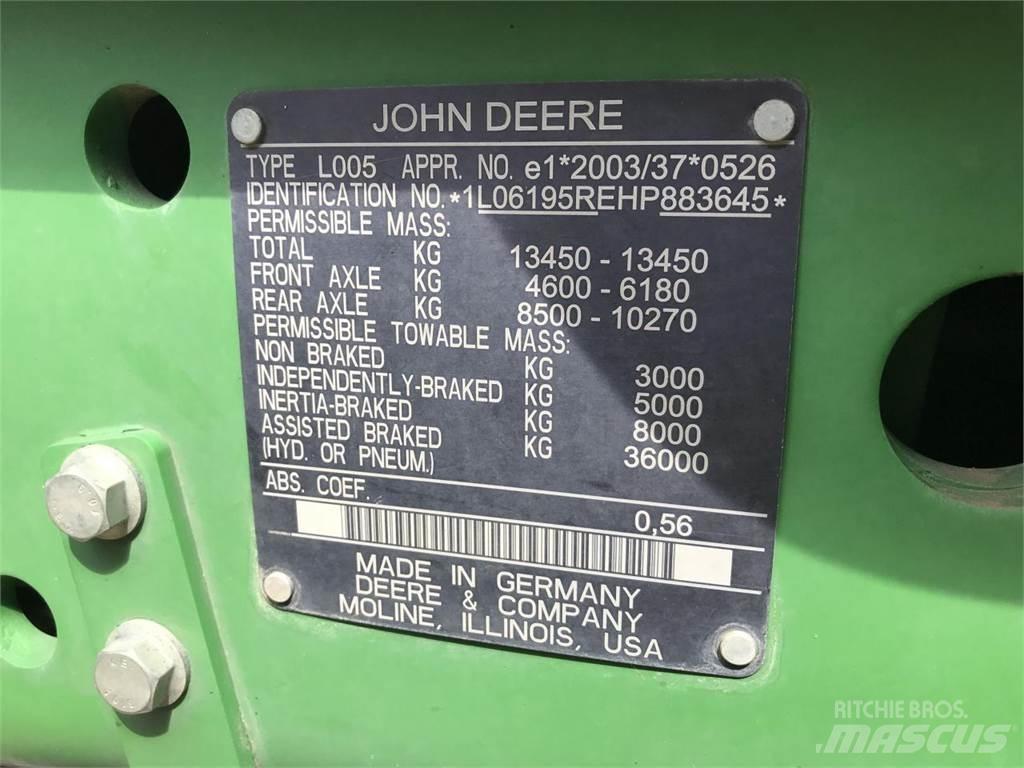 JOHN DEERE
TYPE L005 APPR. NO. e1*2003/37*0526
IDENTIFICATION NO. *1L06195REHP883645*
PERMISSIBLE MASS:
TOTAL KG 13450 - 13450
FRONT AXLE KG 4600 - 6180
REAR AXLE KG 8500 - 10270
PERMISSIBLE TOWABLE MASS:
NON BRAKED KG 3000
INDEPENDENTLY-BRAKED KG 5000
INERTIA-BRAKED KG 8000
ASSISTED BRAKED KG 36000
(HYD. OR PNEUM.)
ABS. COEF. 0,56
MADE IN GERMANY
DEERE & COMPANY
MOLINE, ILLINOIS, USA
RITCHIE BROS.
MASCUS